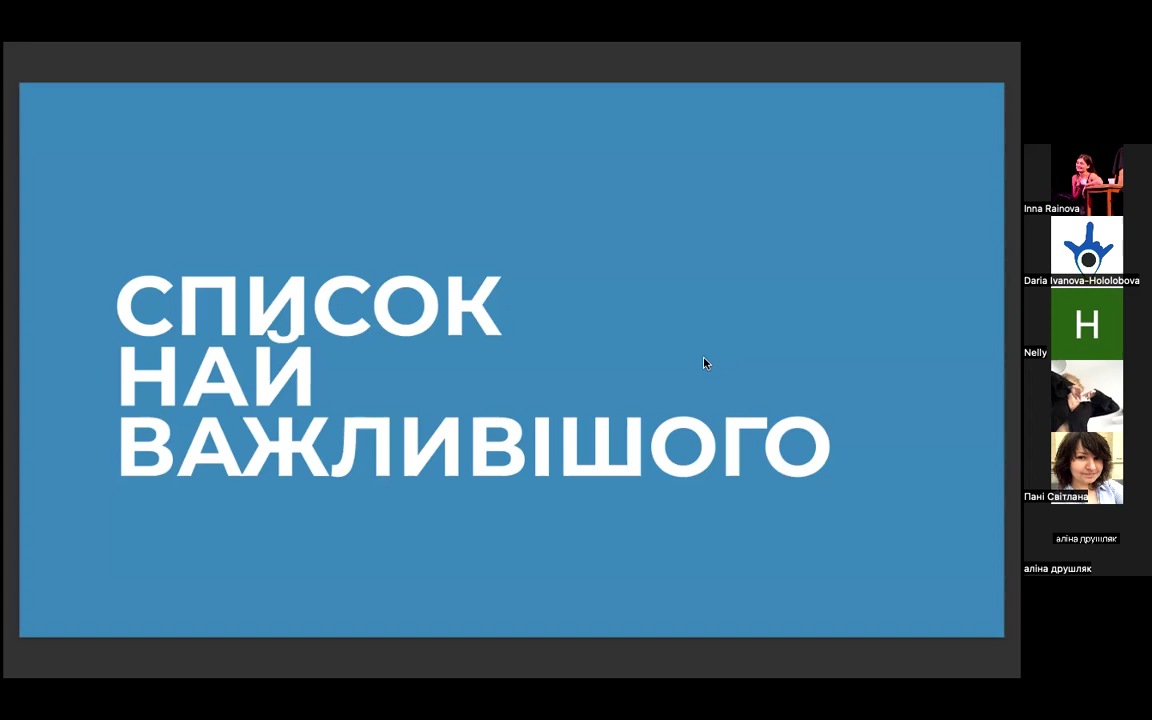 СПИСОК
НАЙ
ВАЖЛИВІШОГО
Inna Rainova
Daria Ivanova-Hololobova
H
Nelly
Пані Світлана
аліна друшляк
аліна друшляк